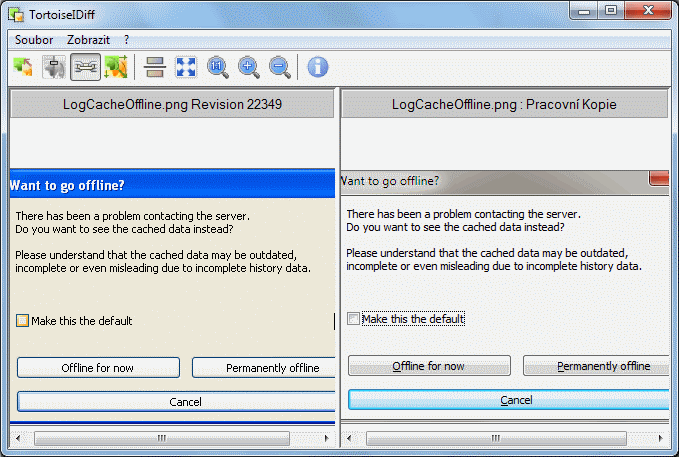 TortoiseIDiff
Soubor Zobrazit ?
1:1
LogCacheOffline.png Revision 22349
Want to go offline?
There has been a problem contacting the server.
Do you want to see the cached data instead?
Please understand that the cached data may be outdated,
incomplete or even misleading due to incomplete history data.
Make this the default
Offline for now
Permanently offline
Cancel
LogCacheOffline.png : Pracovní Kopie
Want to go offline?
There has been a problem contacting the server.
Do you want to see the cached data instead?
Please understand that the cached data may be outdated,
incomplete or even misleading due to incomplete history data.
Make this the default
Offline for now
Permanently offline
Cancel